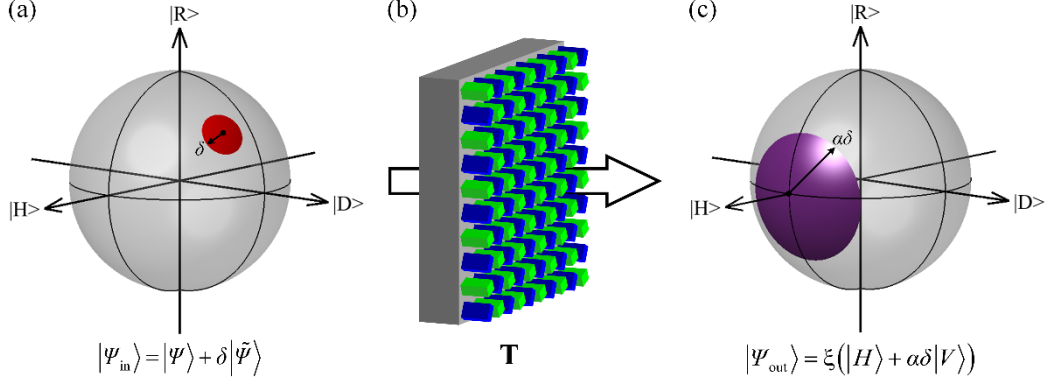 (a)
|R>
δ
|H>
|D>
|Ψ_in⟩ = |Ψ⟩ + δ|Ψ̃⟩
(b)
T
(c)
|R>
αδ
|H>
|D>
|Ψ_out⟩ = ξ(|H⟩ + αδ|V⟩)